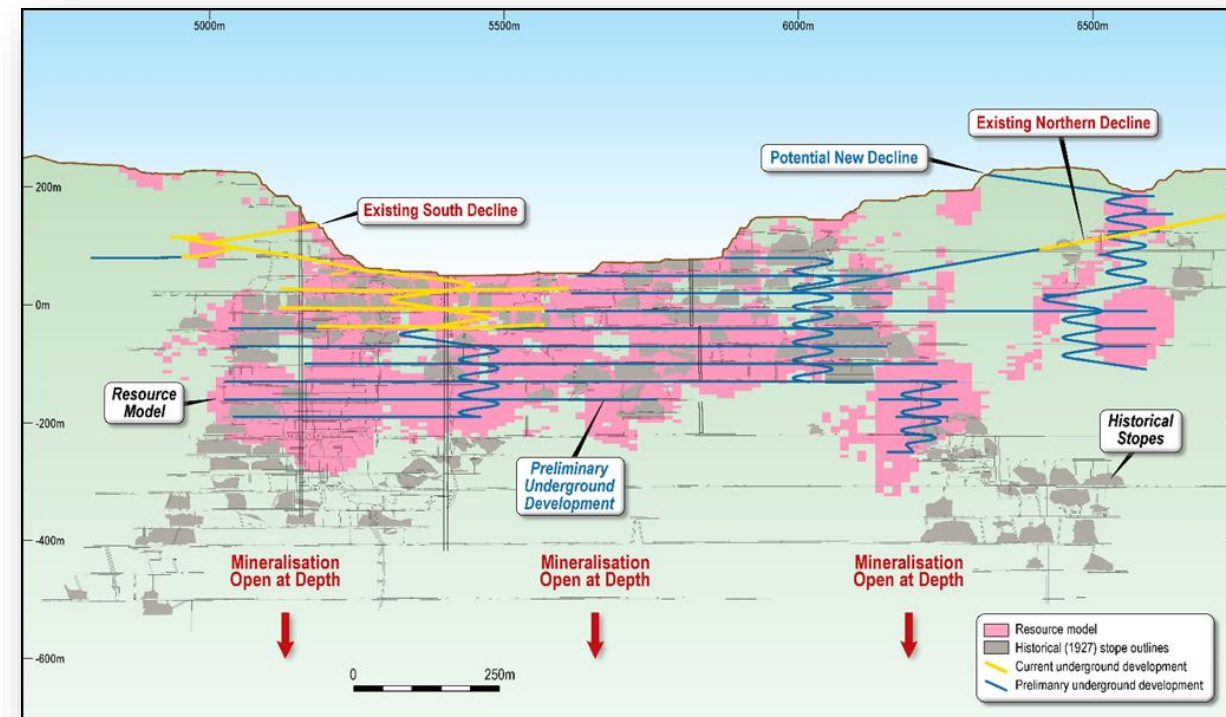 5000m
5500m
6000m
6500m
Existing Northern Decline
Potential New Decline
200m
Existing South Decline
0m
Resource
Model
-200m
Historical
Stopes
Preliminary
Underground
Development
-400m
Mineralisation
Open at Depth
Mineralisation
Open at Depth
Mineralisation
Open at Depth
-600m
0
250m
Resource model
Historical (1927) stope outlines
Current underground development
Prelimanry underground development